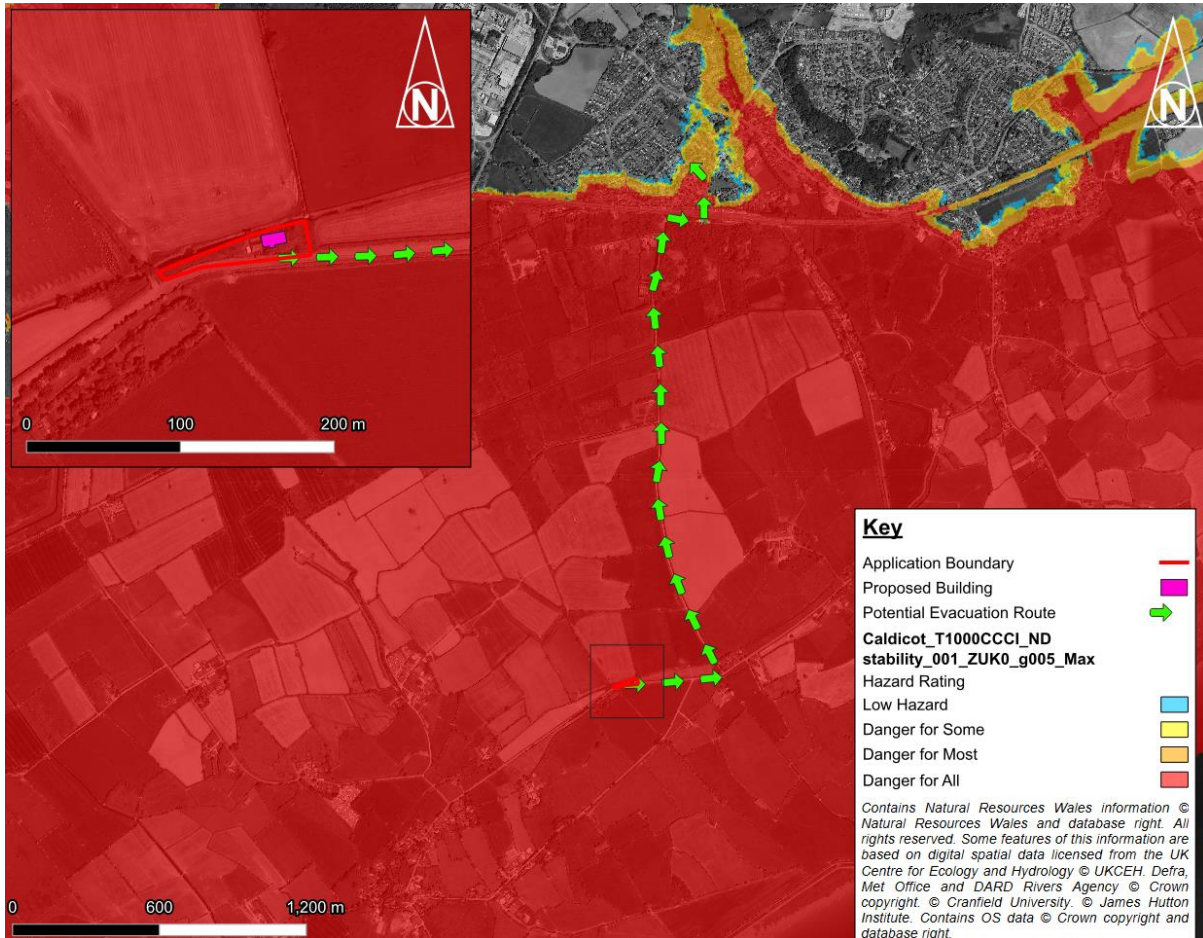 N
N
0 100 200 m
Key
Application Boundary
Proposed Building
Potential Evacuation Route
Caldicot_T1000CCCI_ND
stability_001_ZUK0_g005_Max
Hazard Rating
Low Hazard
Danger for Some
Danger for Most
Danger for All
Contains Natural Resources Wales information ©
Natural Resources Wales and database right. All
rights reserved. Some features of this information are
based on digital spatial data licensed from the UK
Centre for Ecology and Hydrology © UKCEH. Defra,
Met Office and DARD Rivers Agency © Crown
copyright. © Cranfield University. © James Hutton
Institute. Contains OS data © Crown copyright and
database right.
0 600 1,200 m